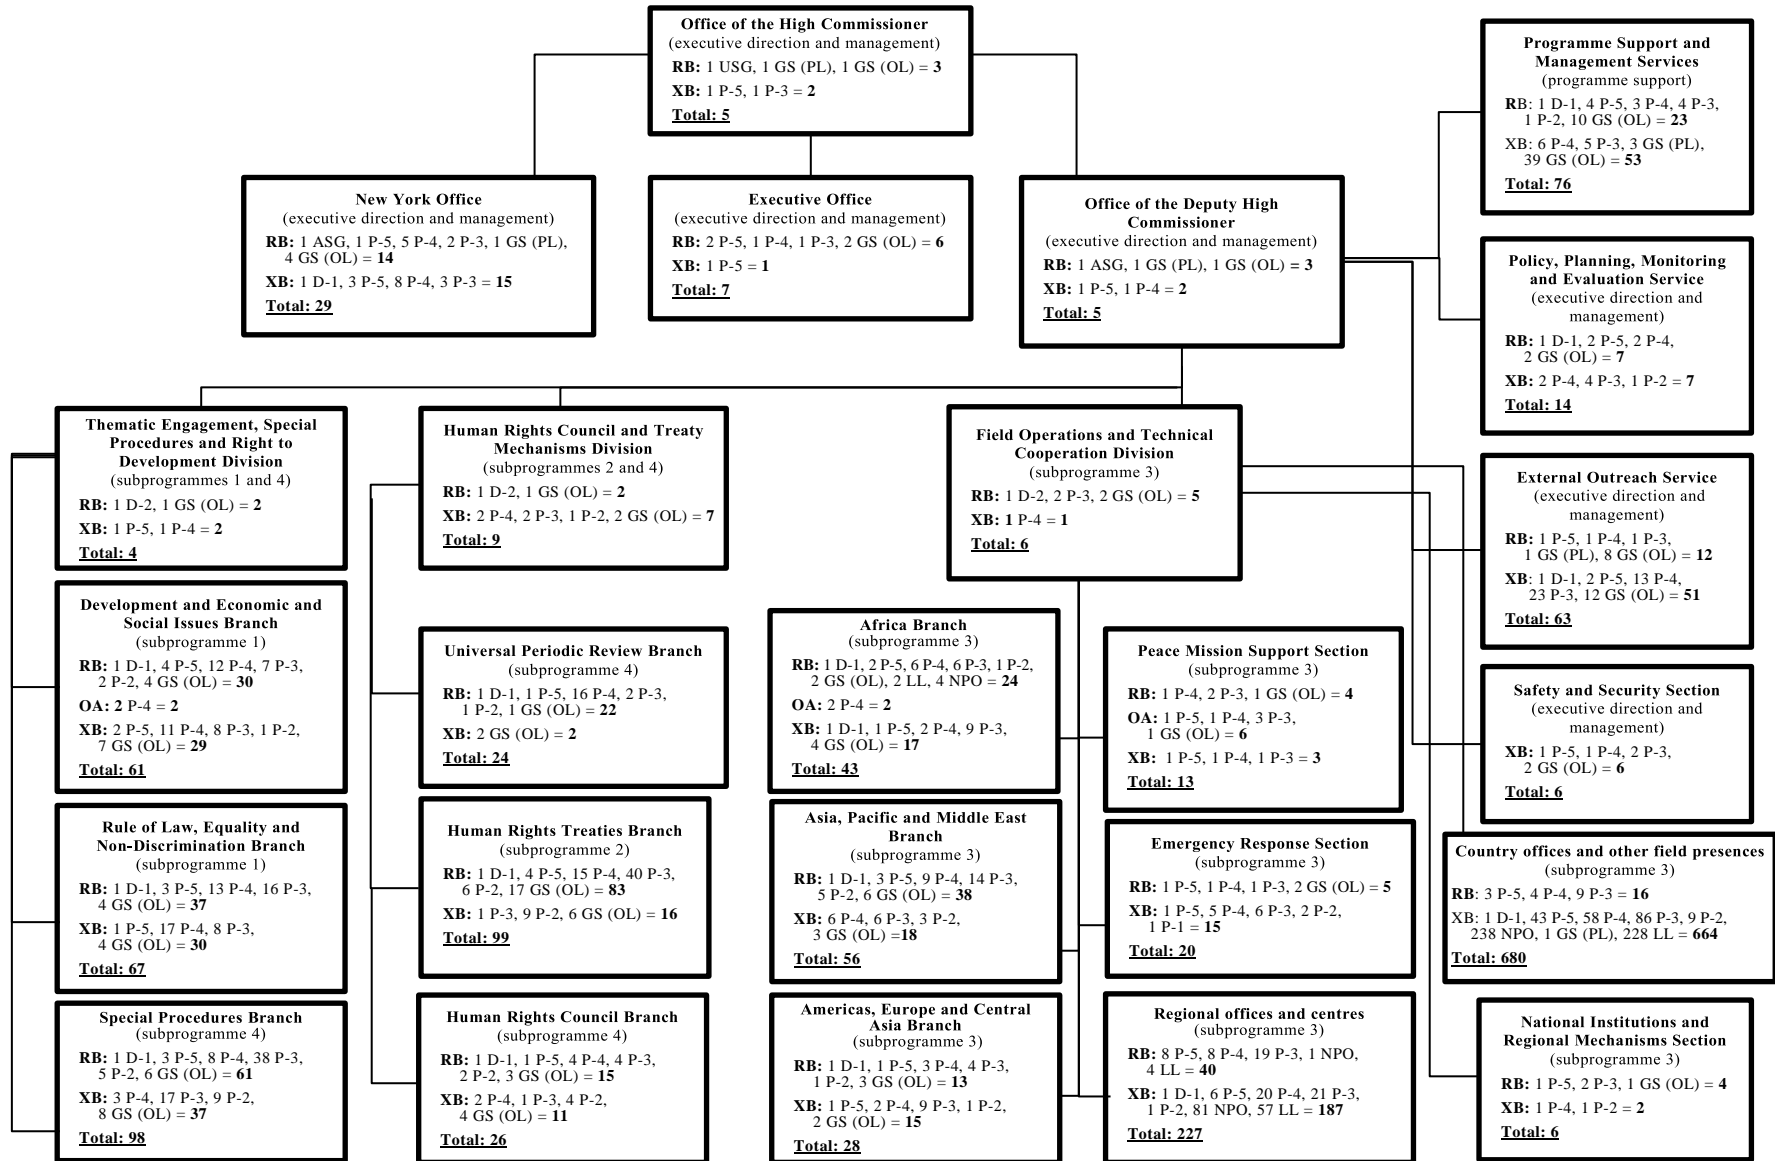 Office of the High Commissioner
(executive direction and management)
RB: 1 USG, 1 GS (PL), 1 GS (OL) = 3
XB: 1 P-5, 1 P-3 = 2
Total: 5
Programme Support and
Management Services
(programme support)
RB: 1 D-1, 4 P-5, 3 P-4, 4 P-3,
1 P-2, 10 GS (OL) = 23
XB: 6 P-4, 5 P-3, 3 GS (PL),
39 GS (OL) = 53
Total: 76
New York Office
(executive direction and management)
RB: 1 ASG, 1 P-5, 5 P-4, 2 P-3, 1 GS (PL),
4 GS (OL) = 14
XB: 1 D-1, 3 P-5, 8 P-4, 3 P-3 = 15
Total: 29
Executive Office
(executive direction and management)
RB: 2 P-5, 1 P-4, 1 P-3, 2 GS (OL) = 6
XB: 1 P-5 = 1
Total: 7
Office of the Deputy High
Commissioner
(executive direction and management)
RB: 1 ASG, 1 GS (PL), 1 GS (OL) = 3
XB: 1 P-5, 1 P-4 = 2
Total: 5
Policy, Planning, Monitoring
and Evaluation Service
(executive direction and
management)
RB: 1 D-1, 2 P-5, 2 P-4,
2 GS (OL) = 7
XB: 2 P-4, 4 P-3, 1 P-2 = 7
Total: 14
Thematic Engagement, Special
Procedures and Right to
Development Division
(subprogrammes 1 and 4)
RB: 1 D-2, 1 GS (OL) = 2
XB: 1 P-5, 1 P-4 = 2
Total: 4
Human Rights Council and Treaty
Mechanisms Division
(subprogrammes 2 and 4)
RB: 1 D-2, 1 GS (OL) = 2
XB: 2 P-4, 2 P-3, 1 P-2, 2 GS (OL) = 7
Total: 9
Field Operations and Technical
Cooperation Division
(subprogramme 3)
RB: 1 D-2, 2 P-3, 2 GS (OL) = 5
XB: 1 P-4 = 1
Total: 6
External Outreach Service
(executive direction and
management)
RB: 1 P-5, 1 P-4, 1 P-3,
1 GS (PL), 8 GS (OL) = 12
XB: 1 D-1, 2 P-5, 13 P-4,
23 P-3, 12 GS (OL) = 51
Total: 63
Development and Economic and
Social Issues Branch
(subprogramme 1)
RB: 1 D-1, 4 P-5, 12 P-4, 7 P-3,
2 P-2, 4 GS (OL) = 30
OA: 2 P-4 = 2
XB: 2 P-5, 11 P-4, 8 P-3, 1 P-2,
7 GS (OL) = 29
Total: 61
Universal Periodic Review Branch
(subprogramme 4)
RB: 1 D-1, 1 P-5, 16 P-4, 2 P-3,
1 P-2, 1 GS (OL) = 22
XB: 2 GS (OL) = 2
Total: 24
Africa Branch
(subprogramme 3)
RB: 1 D-1, 2 P-5, 6 P-4, 6 P-3, 1 P-2,
2 GS (OL), 2 LL, 4 NPO = 24
OA: 2 P-4 = 2
XB: 1 D-1, 1 P-5, 2 P-4, 9 P-3,
4 GS (OL) = 17
Total: 43
Peace Mission Support Section
(subprogramme 3)
RB: 1 P-4, 2 P-3, 1 GS (OL) = 4
OA: 1 P-5, 1 P-4, 3 P-3,
1 GS (OL) = 6
XB: 1 P-5, 1 P-4, 1 P-3 = 3
Total: 13
Safety and Security Section
(executive direction and
management)
XB: 1 P-5, 1 P-4, 2 P-3,
2 GS (OL) = 6
Total: 6
Rule of Law, Equality and
Non-Discrimination Branch
(subprogramme 1)
RB: 1 D-1, 3 P-5, 13 P-4, 16 P-3,
4 GS (OL) = 37
XB: 1 P-5, 17 P-4, 8 P-3,
4 GS (OL) = 30
Total: 67
Human Rights Treaties Branch
(subprogramme 2)
RB: 1 D-1, 4 P-5, 15 P-4, 40 P-3,
6 P-2, 17 GS (OL) = 83
XB: 1 P-3, 9 P-2, 6 GS (OL) = 16
Total: 99
Asia, Pacific and Middle East
Branch
(subprogramme 3)
RB: 1 D-1, 3 P-5, 9 P-4, 14 P-3,
5 P-2, 6 GS (OL) = 38
XB: 6 P-4, 6 P-3, 3 P-2,
3 GS (OL) =18
Total: 56
Emergency Response Section
(subprogramme 3)
RB: 1 P-5, 1 P-4, 1 P-3, 2 GS (OL) = 5
XB: 1 P-5, 5 P-4, 6 P-3, 2 P-2,
1 P-1 = 15
Total: 20
Country offices and other field presences
(subprogramme 3)
RB: 3 P-5, 4 P-4, 9 P-3 = 16
XB: 1 D-1, 43 P-5, 58 P-4, 86 P-3, 9 P-2,
238 NPO, 1 GS (PL), 228 LL = 664
Total: 680
Special Procedures Branch
(subprogramme 4)
RB: 1 D-1, 3 P-5, 8 P-4, 38 P-3,
5 P-2, 6 GS (OL) = 61
XB: 3 P-4, 17 P-3, 9 P-2,
8 GS (OL) = 37
Total: 98
Human Rights Council Branch
(subprogramme 4)
RB: 1 D-1, 1 P-5, 4 P-4, 4 P-3,
2 P-2, 3 GS (OL) = 15
XB: 2 P-4, 1 P-3, 4 P-2,
4 GS (OL) = 11
Total: 26
Americas, Europe and Central
Asia Branch
(subprogramme 3)
RB: 1 D-1, 1 P-5, 3 P-4, 4 P-3,
1 P-2, 3 GS (OL) = 13
XB: 1 P-5, 2 P-4, 9 P-3, 1 P-2,
2 GS (OL) = 15
Total: 28
Regional offices and centres
(subprogramme 3)
RB: 8 P-5, 8 P-4, 19 P-3, 1 NPO,
4 LL = 40
XB: 1 D-1, 6 P-5, 20 P-4, 21 P-3,
1 P-2, 81 NPO, 57 LL = 187
Total: 227
National Institutions and
Regional Mechanisms Section
(subprogramme 3)
RB: 1 P-5, 2 P-3, 1 GS (OL) = 4
XB: 1 P-4, 1 P-2 = 2
Total: 6